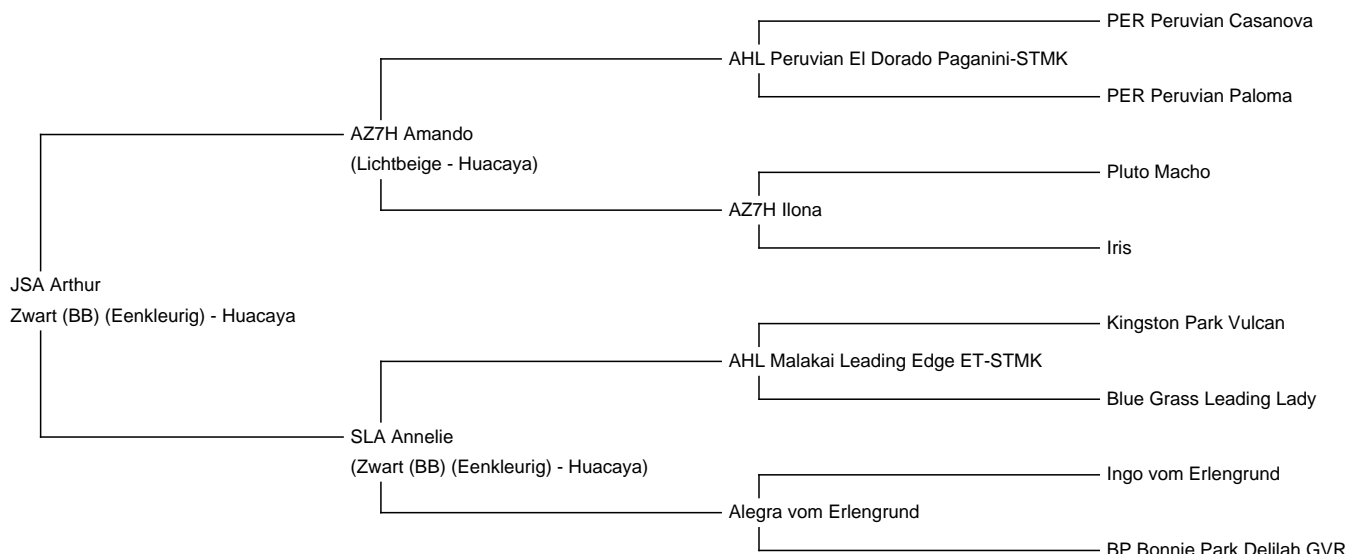 PER Peruvian Casanova
AHL Peruvian El Dorado Paganini-STMK
PER Peruvian Paloma
AZ7H Amando
(Lichtbeige - Huacaya)
Pluto Macho
AZ7H Ilona
Iris
JSA Arthur
Zwart (BB) (Eenkleurig) - Huacaya
Kingston Park Vulcan
AHL Malakai Leading Edge ET-STMK
Blue Grass Leading Lady
SLA Annelie
(Zwart (BB) (Eenkleurig) - Huacaya)
Ingo vom Erlengrund
Alegra vom Erlengrund
BP Bonnie Park Delilah GVR